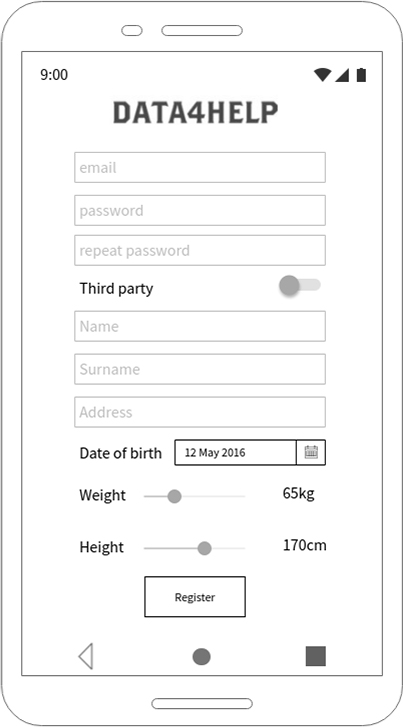 9:00
DATA4HELP
email
password
repeat password
Third party
Name
Surname
Address
Date of birth 12 May 2016
Weight 65kg
Height 170cm
Register